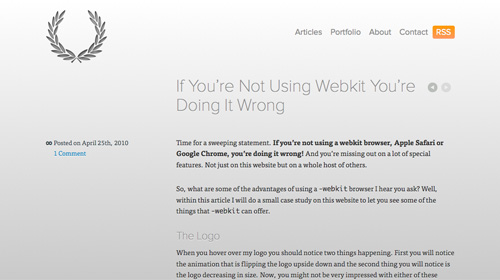 Articles Portfolio About Contact RSS
If You're Not Using Webkit You're
Doing It Wrong
∞ Posted on April 25th, 2010
1 Comment
Time for a sweeping statement. If you're not using a webkit browser, Apple Safari or
Google Chrome, you're doing it wrong! And you're missing out on a lot of special
features. Not just on this website but on a whole host of others.
So, what are some of the advantages of using a -webkit browser I hear you ask? Well,
within this article I will do a small case study on this website to let you see some of the
things that -webkit can offer.
The Logo
When you hover over my logo you should notice two things happening. First you will notice
the animation that is flipping the logo upside down and the second thing you will notice is
the logo decreasing in size. Now, you might not be very impressed with either of these